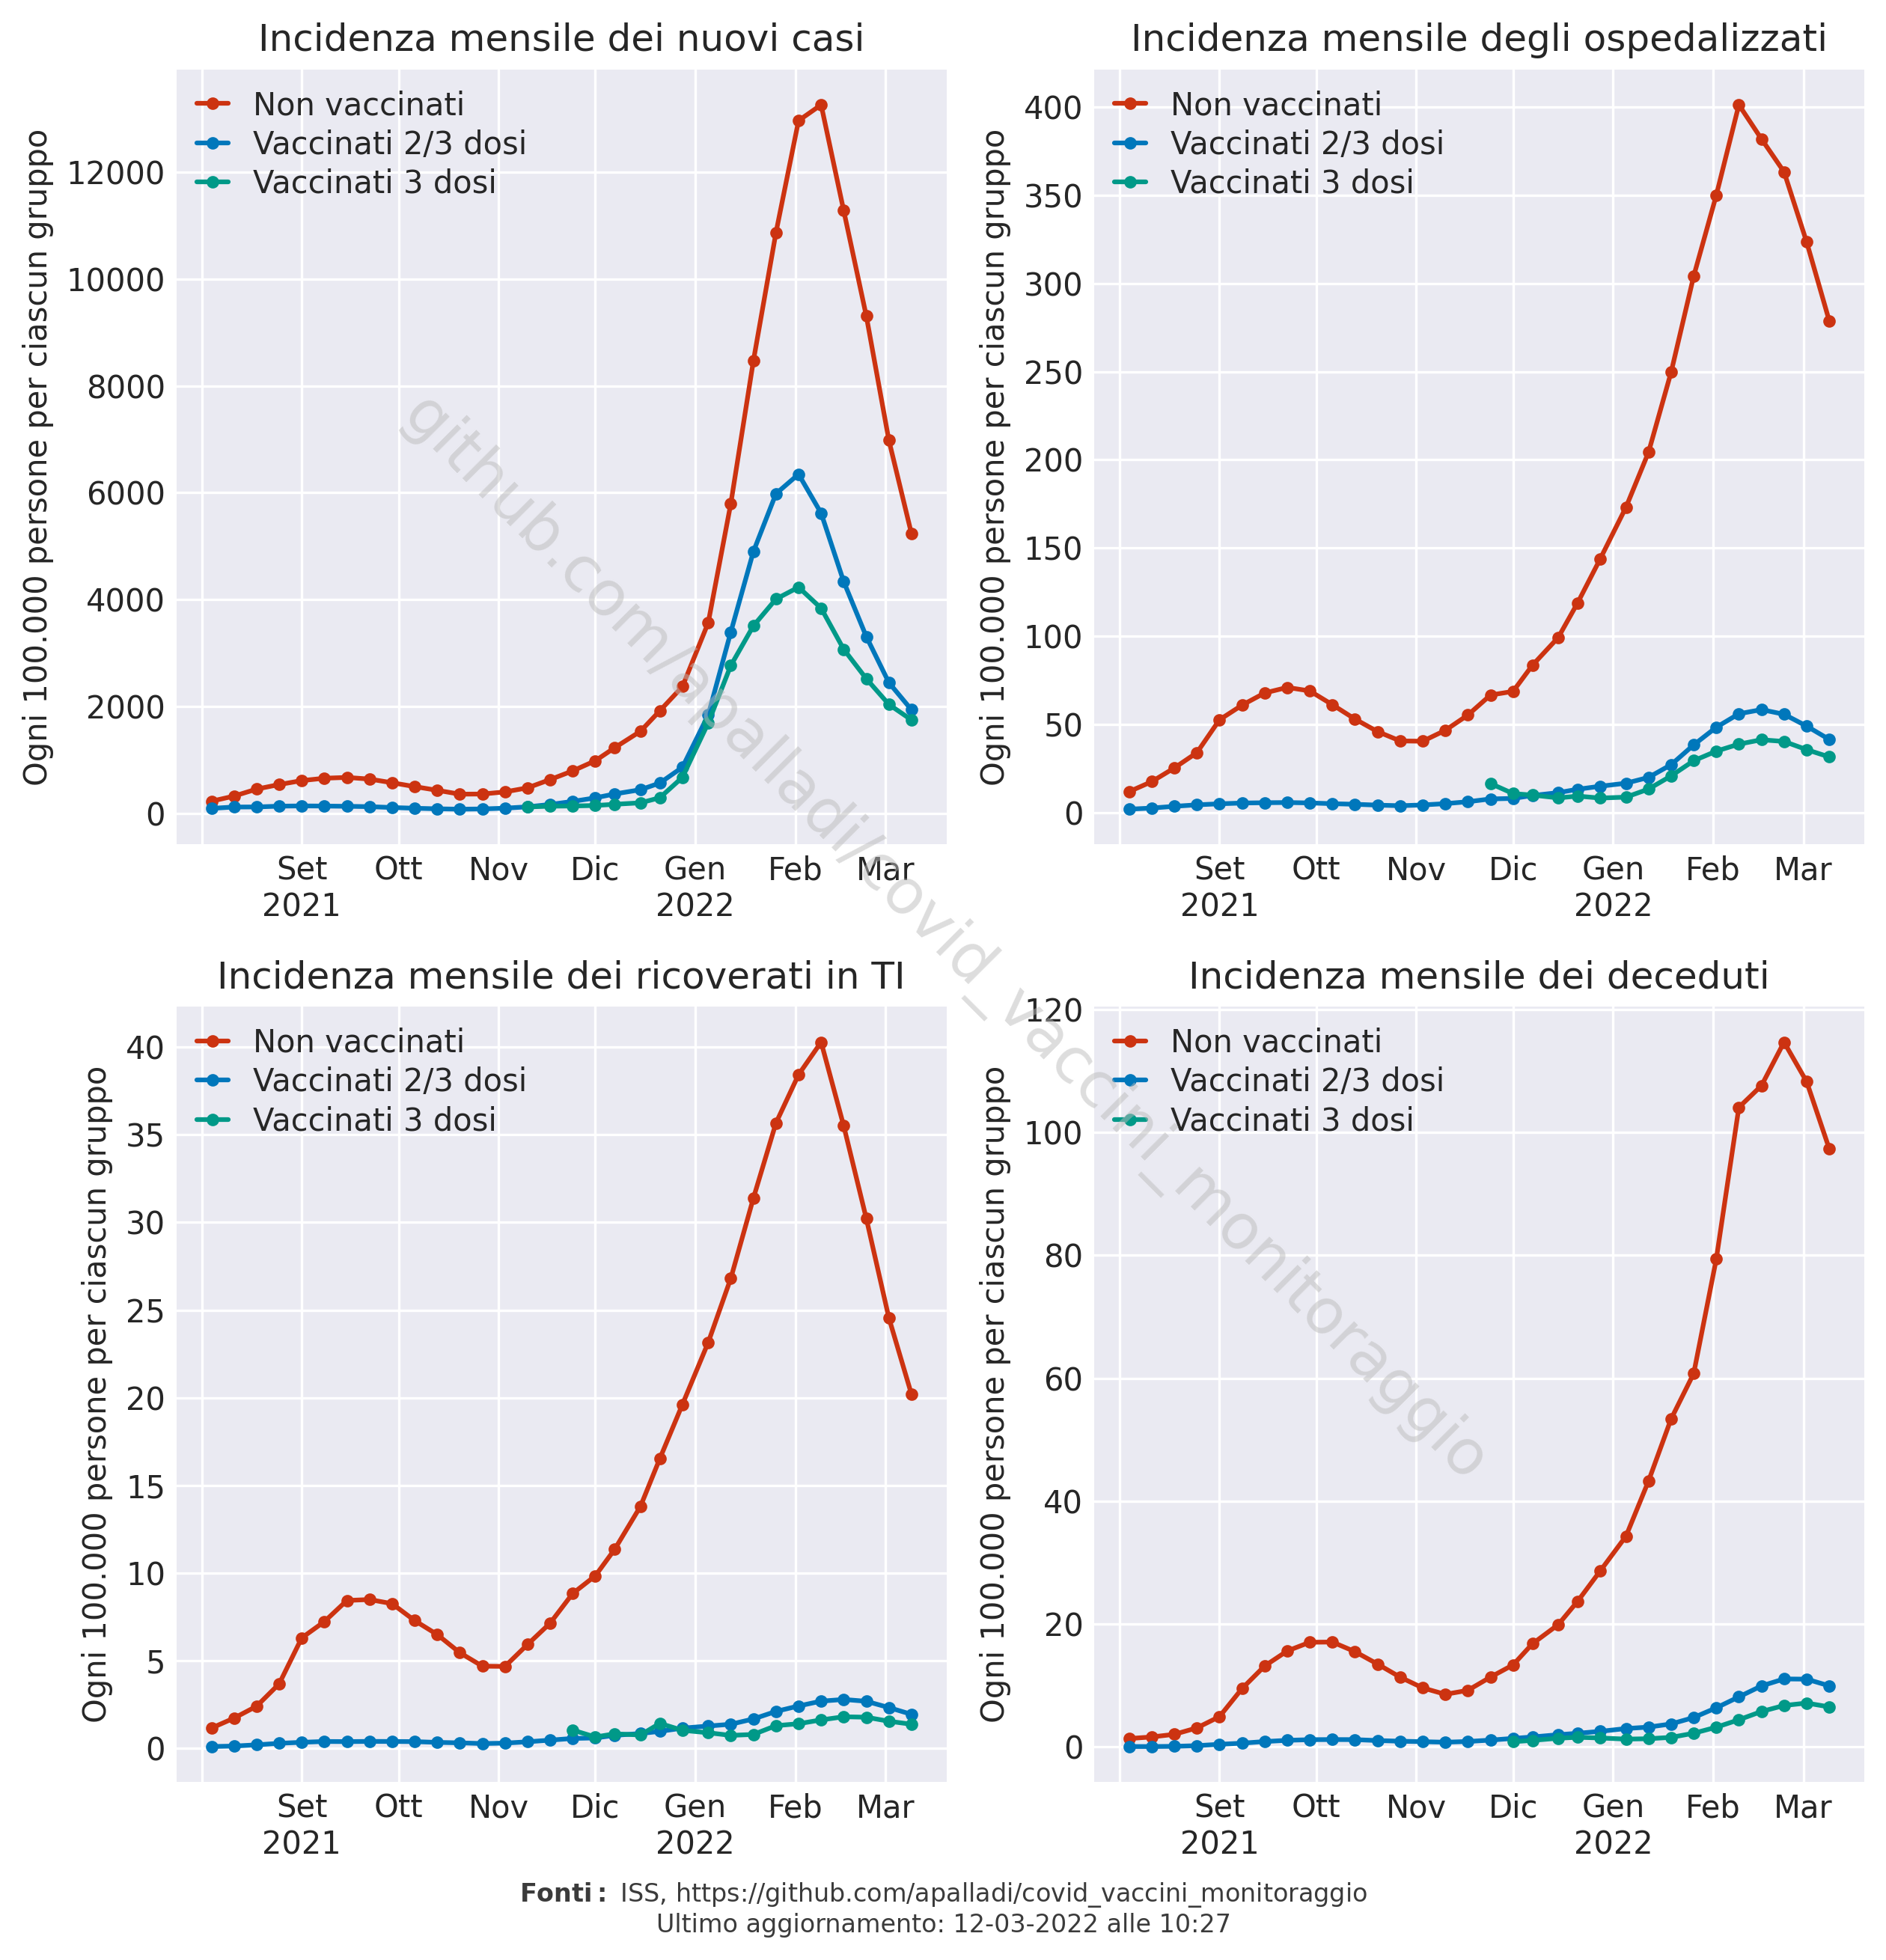 Incidenza mensile dei nuovi casi
Ogni 100.000 persone per ciascun gruppo
Non vaccinati
Vaccinati 2/3 dosi
Vaccinati 3 dosi
12000
10000
8000
6000
4000
2000
0
Set
2021
Ott
Nov
Dic
Gen
2022
Feb
Mar
Incidenza mensile degli ospedalizzati
Ogni 100.000 persone per ciascun gruppo
Non vaccinati
Vaccinati 2/3 dosi
Vaccinati 3 dosi
400
350
300
250
200
150
100
50
0
Set
2021
Ott
Nov
Dic
Gen
2022
Feb
Mar
Incidenza mensile dei ricoverati in TI
Ogni 100.000 persone per ciascun gruppo
Non vaccinati
Vaccinati 2/3 dosi
Vaccinati 3 dosi
40
35
30
25
20
15
10
5
0
Set
2021
Ott
Nov
Dic
Gen
2022
Feb
Mar
Incidenza mensile dei deceduti
Ogni 100.000 persone per ciascun gruppo
Non vaccinati
Vaccinati 2/3 dosi
Vaccinati 3 dosi
120
100
80
60
40
20
0
Set
2021
Ott
Nov
Dic
Gen
2022
Feb
Mar
github.com/apalladi/covid_vaccini_monitoraggio
Fonti: ISS, https://github.com/apalladi/covid_vaccini_monitoraggio
Ultimo aggiornamento: 12-03-2022 alle 10:27